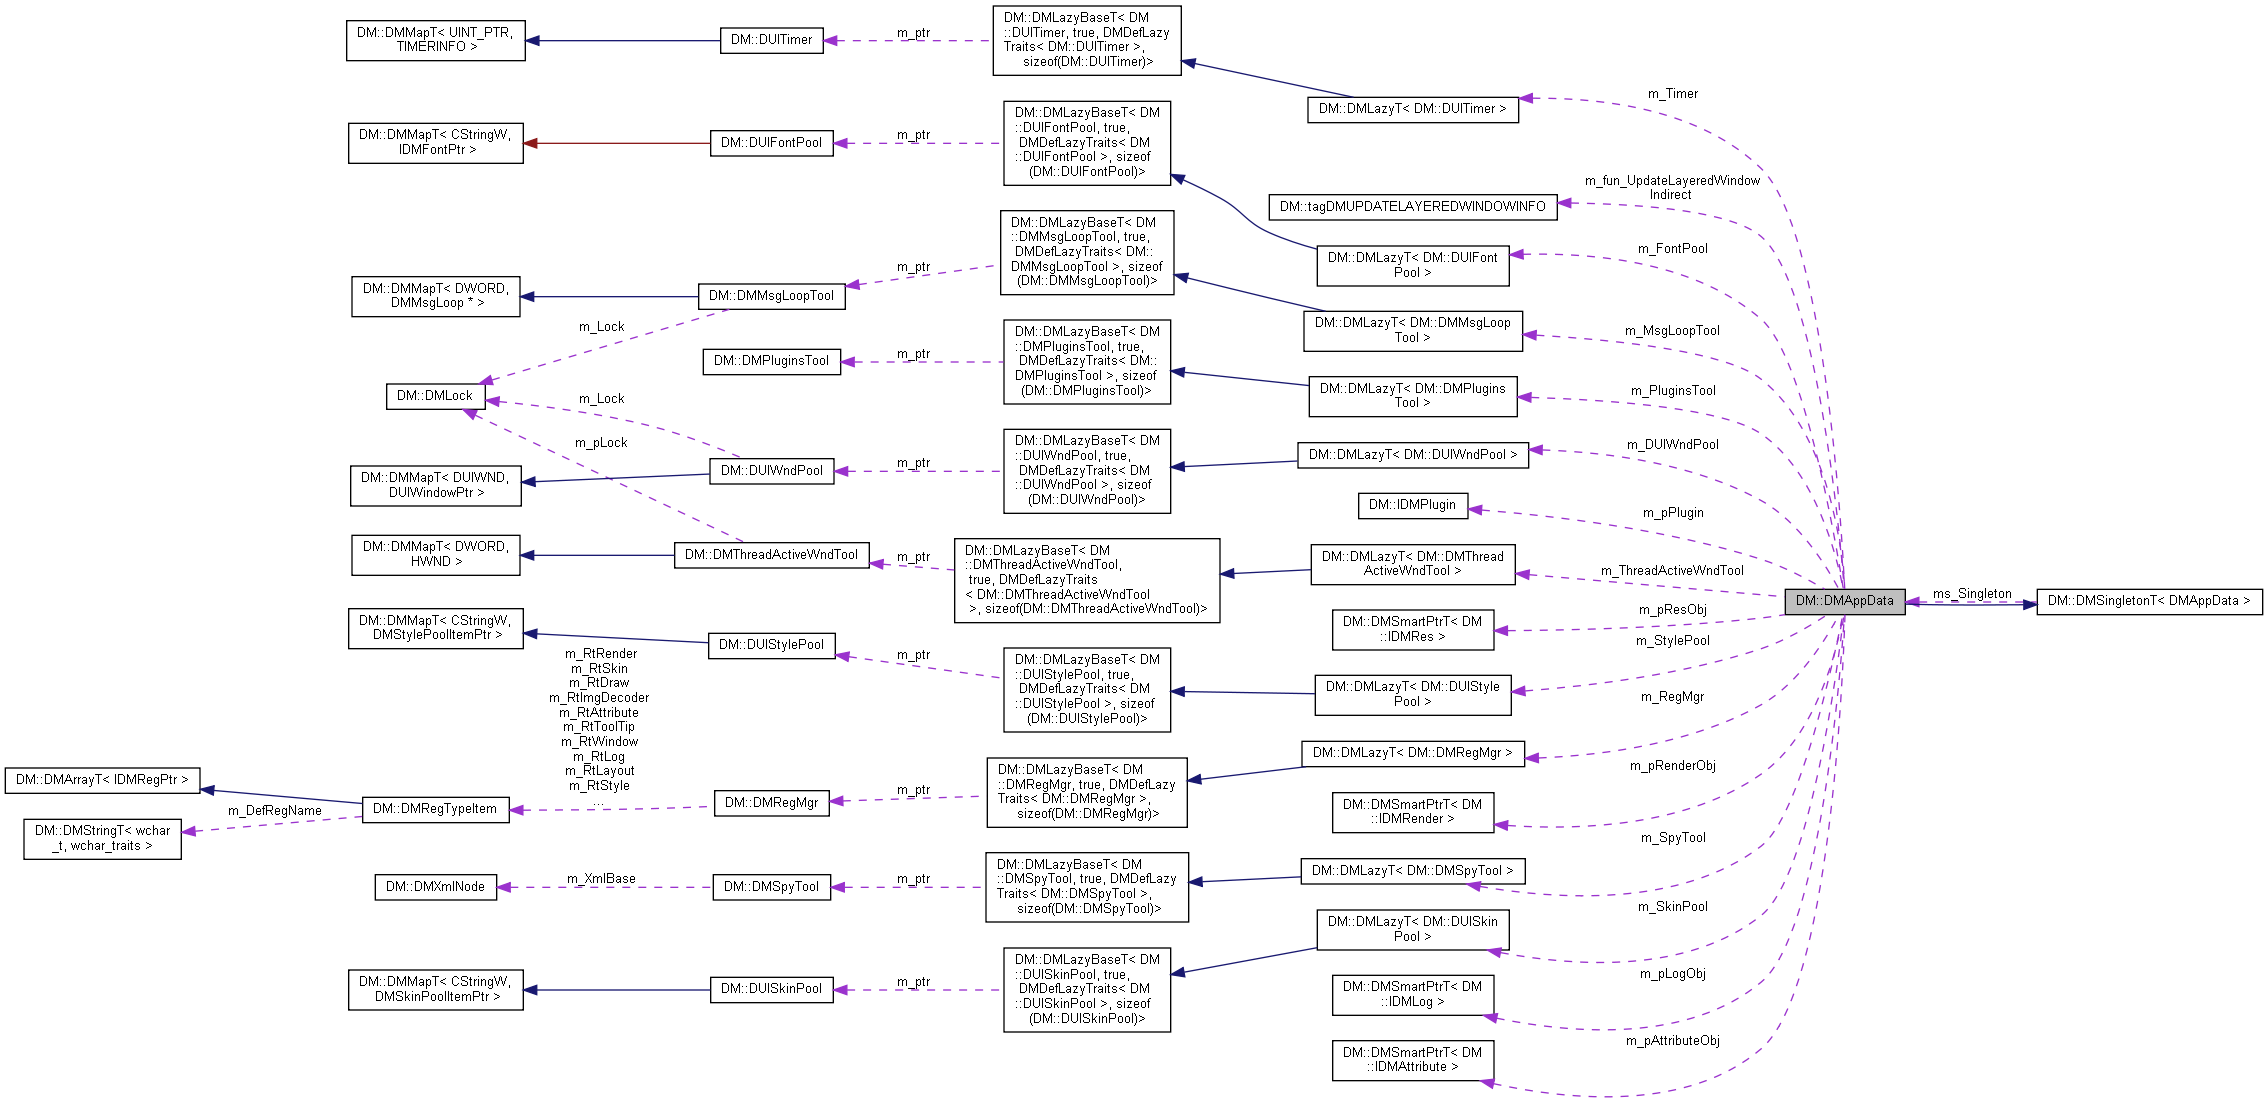 DM::DMMapT< UINT_PTR,
TIMERINFO >
DM::DUITimer
m_ptr
DM::DMLazyBaseT< DM
::DUITimer, true, DMDefLazy
Traits< DM::DUITimer >,
sizeof(DM::DUITimer)>
DM::DMLazyT< DM::DUITimer >
m_Timer
DM::DMMapT< CStringW,
IDMFontPtr >
DM::DUIFontPool
m_ptr
DM::DMLazyBaseT< DM
::DUIFontPool, true,
DMDefLazyTraits< DM
::DUIFontPool >, sizeof
(DM::DUIFontPool)>
m_fun_UpdateLayeredWindow
Indirect
DM::tagDMUPDATELAYEREDWINDOWINFO
DM::DMLazyT< DM::DUIFont
Pool >
m_FontPool
DM::DMMapT< DWORD,
DMMsgLoop * >
DM::DMMsgLoopTool
m_ptr
DM::DMLazyBaseT< DM
::DMMsgLoopTool, true,
DMDefLazyTraits< DM::
DMMsgLoopTool >, sizeof
(DM::DMMsgLoopTool)>
DM::DMLazyT< DM::DMMsgLoop
Tool >
m_MsgLoopTool
m_Lock
DM::DMPluginsTool
m_ptr
DM::DMLazyBaseT< DM
::DMPluginsTool, true,
DMDefLazyTraits< DM::
DMPluginsTool >, sizeof
(DM::DMPluginsTool)>
DM::DMLazyT< DM::DMPlugins
Tool >
m_PluginsTool
DM::DMLock
m_Lock
m_pLock
DM::DMMapT< DUIWND,
DUIWindowPtr >
DM::DUIWndPool
m_ptr
DM::DMLazyBaseT< DM
::DUIWndPool, true,
DMDefLazyTraits< DM
::DUIWndPool >, sizeof
(DM::DUIWndPool)>
DM::DMLazyT< DM::DUIWndPool >
m_DUIWndPool
DM::IDMPlugin
m_pPlugin
DM::DMMapT< DWORD,
HWND >
DM::DMThreadActiveWndTool
m_ptr
DM::DMLazyBaseT< DM
::DMThreadActiveWndTool,
true, DMDefLazyTraits
< DM::DMThreadActiveWndTool
>, sizeof(DM::DMThreadActiveWndTool)>
DM::DMLazyT< DM::DMThread
ActiveWndTool >
m_ThreadActiveWndTool
DM::DMAppData
ms_Singleton
DM::DMSingletonT< DMAppData >
DM::DMSmartPtrT< DM
::IDMRes >
m_pResObj
DM::DMMapT< CStringW,
DMStylePoolItemPtr >
DM::DUIStylePool
m_ptr
DM::DMLazyBaseT< DM
::DUIStylePool, true,
DMDefLazyTraits< DM
::DUIStylePool >, sizeof
(DM::DUIStylePool)>
DM::DMLazyT< DM::DUIStyle
Pool >
m_StylePool
m_RtRender
m_RtSkin
m_RtDraw
m_RtImgDecoder
m_RtAttribute
m_RtToolTip
m_RtWindow
m_RtLog
m_RtLayout
m_RtStyle
...
DM::DMArrayT< IDMRegPtr >
DM::DMStringT< wchar
_t, wchar_traits >
m_DefRegName
DM::DMRegTypeItem
DM::DMRegMgr
m_ptr
DM::DMLazyBaseT< DM
::DMRegMgr, true, DMDefLazy
Traits< DM::DMRegMgr >,
sizeof(DM::DMRegMgr)>
DM::DMLazyT< DM::DMRegMgr >
m_RegMgr
DM::DMSmartPtrT< DM
::IDMRender >
m_pRenderObj
DM::DMXmlNode
m_XmlBase
DM::DMSpyTool
m_ptr
DM::DMLazyBaseT< DM
::DMSpyTool, true, DMDefLazy
Traits< DM::DMSpyTool >,
sizeof(DM::DMSpyTool)>
DM::DMLazyT< DM::DMSpyTool >
m_SpyTool
DM::DMMapT< CStringW,
DMSkinPoolItemPtr >
DM::DUISkinPool
m_ptr
DM::DMLazyBaseT< DM
::DUISkinPool, true,
DMDefLazyTraits< DM
::DUISkinPool >, sizeof
(DM::DUISkinPool)>
DM::DMLazyT< DM::DUISkin
Pool >
m_SkinPool
DM::DMSmartPtrT< DM
::IDMLog >
m_pLogObj
DM::DMSmartPtrT< DM
::IDMAttribute >
m_pAttributeObj